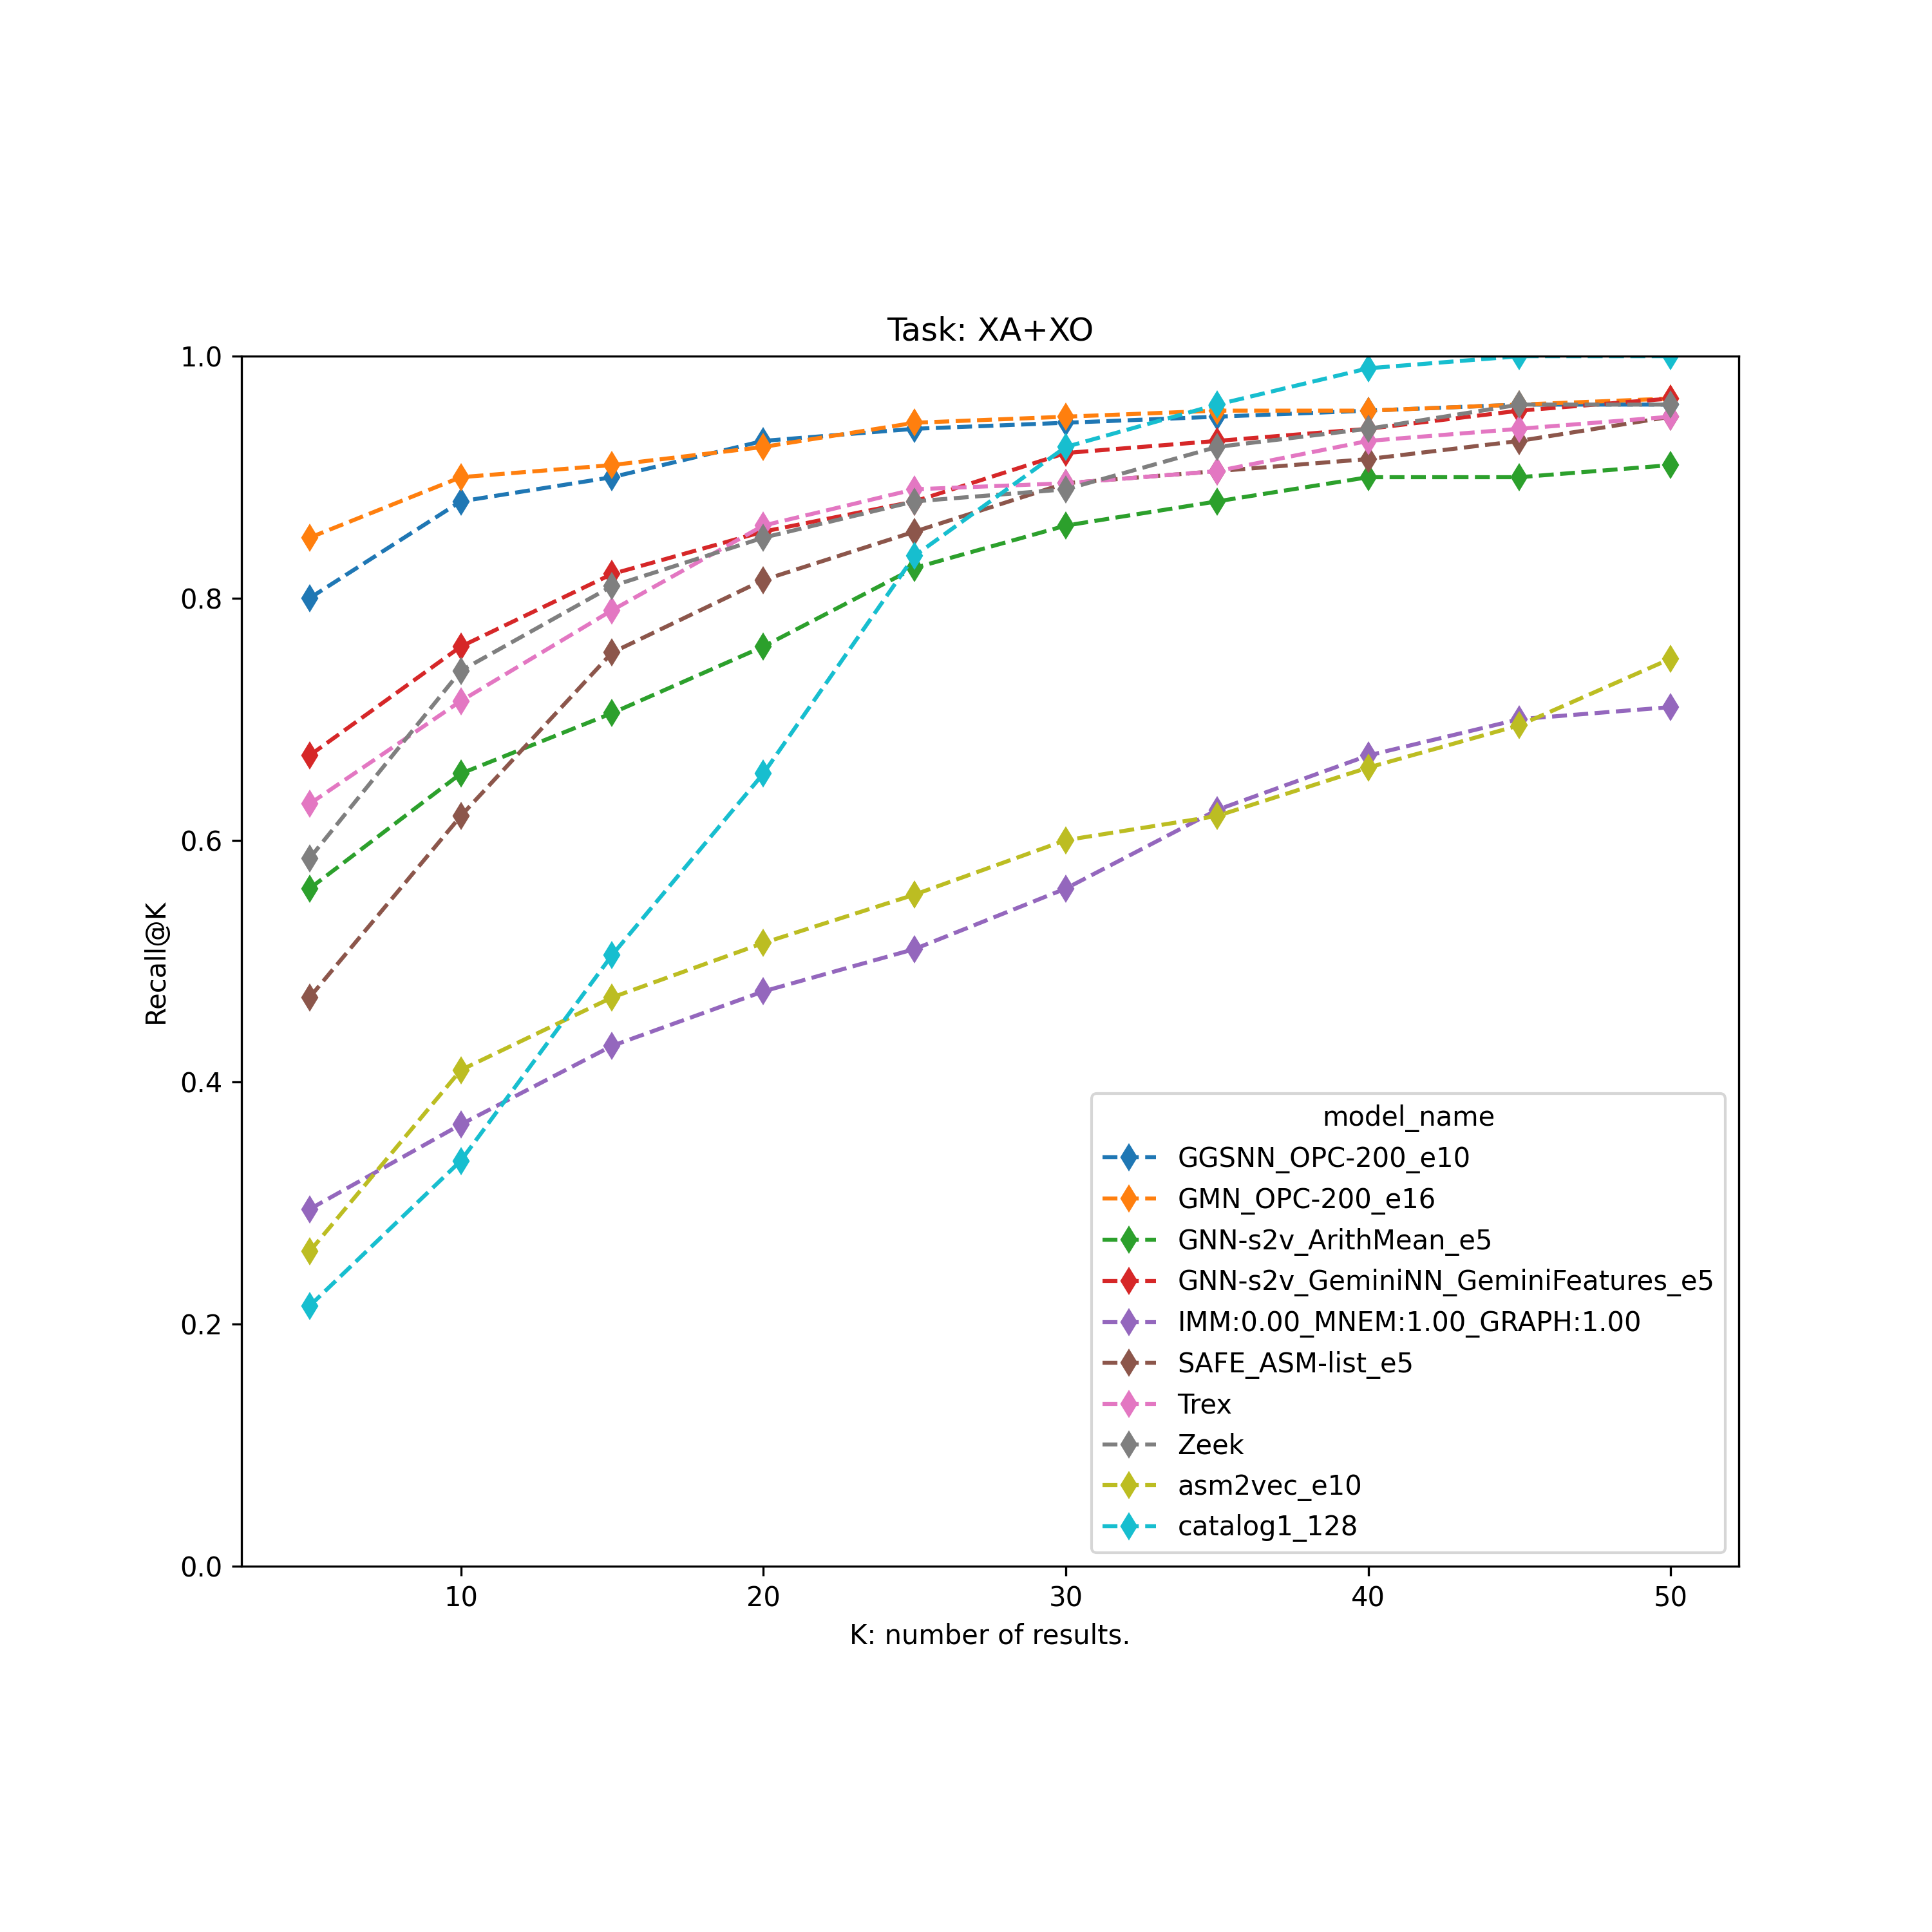 Task: XA+XO
1.0
0.8
0.6
0.4
0.2
0.0
Recall@K
10 20 30 40 50
K: number of results.
model_name
GGSNN_OPC-200_e10
GMN_OPC-200_e16
GNN-s2v_ArithMean_e5
GNN-s2v_GeminiNN_GeminiFeatures_e5
IMM:0.00_MNEM:1.00_GRAPH:1.00
SAFE_ASM-list_e5
Trex
Zeek
asm2vec_e10
catalog1_128